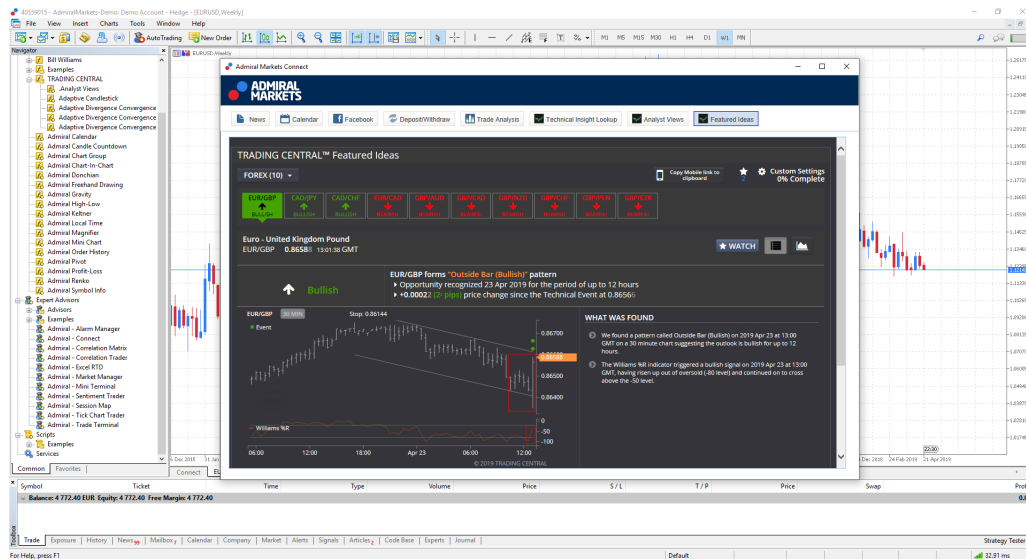 40559015 - AdmiralMarkets-Demo: Demo Account - Hedge - [EURUSD,Weekly]
File View Insert Charts Tools Window Help
AutoTrading New Order M1 M5 M15 M30 H1 H4 D1 W1 MN
Navigator
Bill Williams
Examples
TRADING CENTRAL
.Analyst Views
Adaptive Candlestick
Adaptive Divergence Convergence
Adaptive Divergence Convergence
Adaptive Divergence Convergence
Admiral Calendar
Admiral Candle Countdown
Admiral Chart Group
Admiral Chart-In-Chart
Admiral Donchian
Admiral Freehand Drawing
Admiral Gravity
Admiral High-Low
Admiral Keltner
Admiral Local Time
Admiral Magnifier
Admiral Mini Chart
Admiral Order History
Admiral Pivot
Admiral Profit-Loss
Admiral Renko
Admiral Symbol Info
Expert Advisors
Advisors
Examples
Admiral - Alarm Manager
Admiral - Connect
Admiral - Correlation Matrix
Admiral - Correlation Trader
Admiral - Excel RTD
Admiral - Market Manager
Admiral - Mini Terminal
Admiral - Sentiment Trader
Admiral - Session Map
Admiral - Tick Chart Trader
Admiral - Trade Terminal
Scripts
Examples
Services
Common Favorites
EURUSD,Weekly
Admiral Markets Connect
ADMIRAL
MARKETS
News Calendar Facebook Deposit/Withdraw Trade Analysis Technical Insight Lookup Analyst Views Featured Ideas
TRADING CENTRAL™ Featured Ideas
FOREX (10)
Copy Mobile link to
clipboard
Custom Settings
0% Complete
EUR/GBP CAD/JPY CAD/CHF EUR/CAD GBP/AUD GBP/CAD GBP/NZD GBP/CHF GBP/PLN GBP/CZK
BULLISH BULLISH BULLISH BEARISH BEARISH BEARISH BEARISH BEARISH BEARISH BEARISH
Euro - United Kingdom Pound
EUR/GBP 0.86588 13:01:38 GMT
WATCH
Bullish
EUR/GBP forms "Outside Bar (Bullish)" pattern
Opportunity recognized 23 Apr 2019 for the period of up to 12 hours
+0.00022 (2- pips) price change since the Technical Event at 0.86566
EUR/GBP 30 MIN Stop: 0.86144
Event
0.86700
0.86588
0.86500
0.86400
Williams %R
0
-50
-100
06:00 12:00 18:00 Apr 23 06:00 12:00
© 2019 TRADING CENTRAL
WHAT WAS FOUND
We found a pattern called Outside Bar (Bullish) on 2019 Apr 23 at 13:00
GMT on a 30 minute chart suggesting the outlook is bullish for up to 12
hours.
The Williams %R indicator triggered a bullish signal on 2019 Apr 23 at 13:00
GMT, having risen up out of oversold (-80 level) and continued on to cross
above the -50 level.
22:30
6 Dec 2015 24 Feb 2019 21 Apr 2019
Connect
Symbol Ticket Time Type Volume Price S / L T / P Price Swap
Balance: 4 772.40 EUR Equity: 4 772.40 Free Margin: 4 772.40
Toolbox
Trade Exposure History News 99 Mailbox 7 Calendar Company Market Alerts Signals Articles 2 Code Base Experts Journal
Strategy Tester
For Help, press F1
Default
32.91 ms